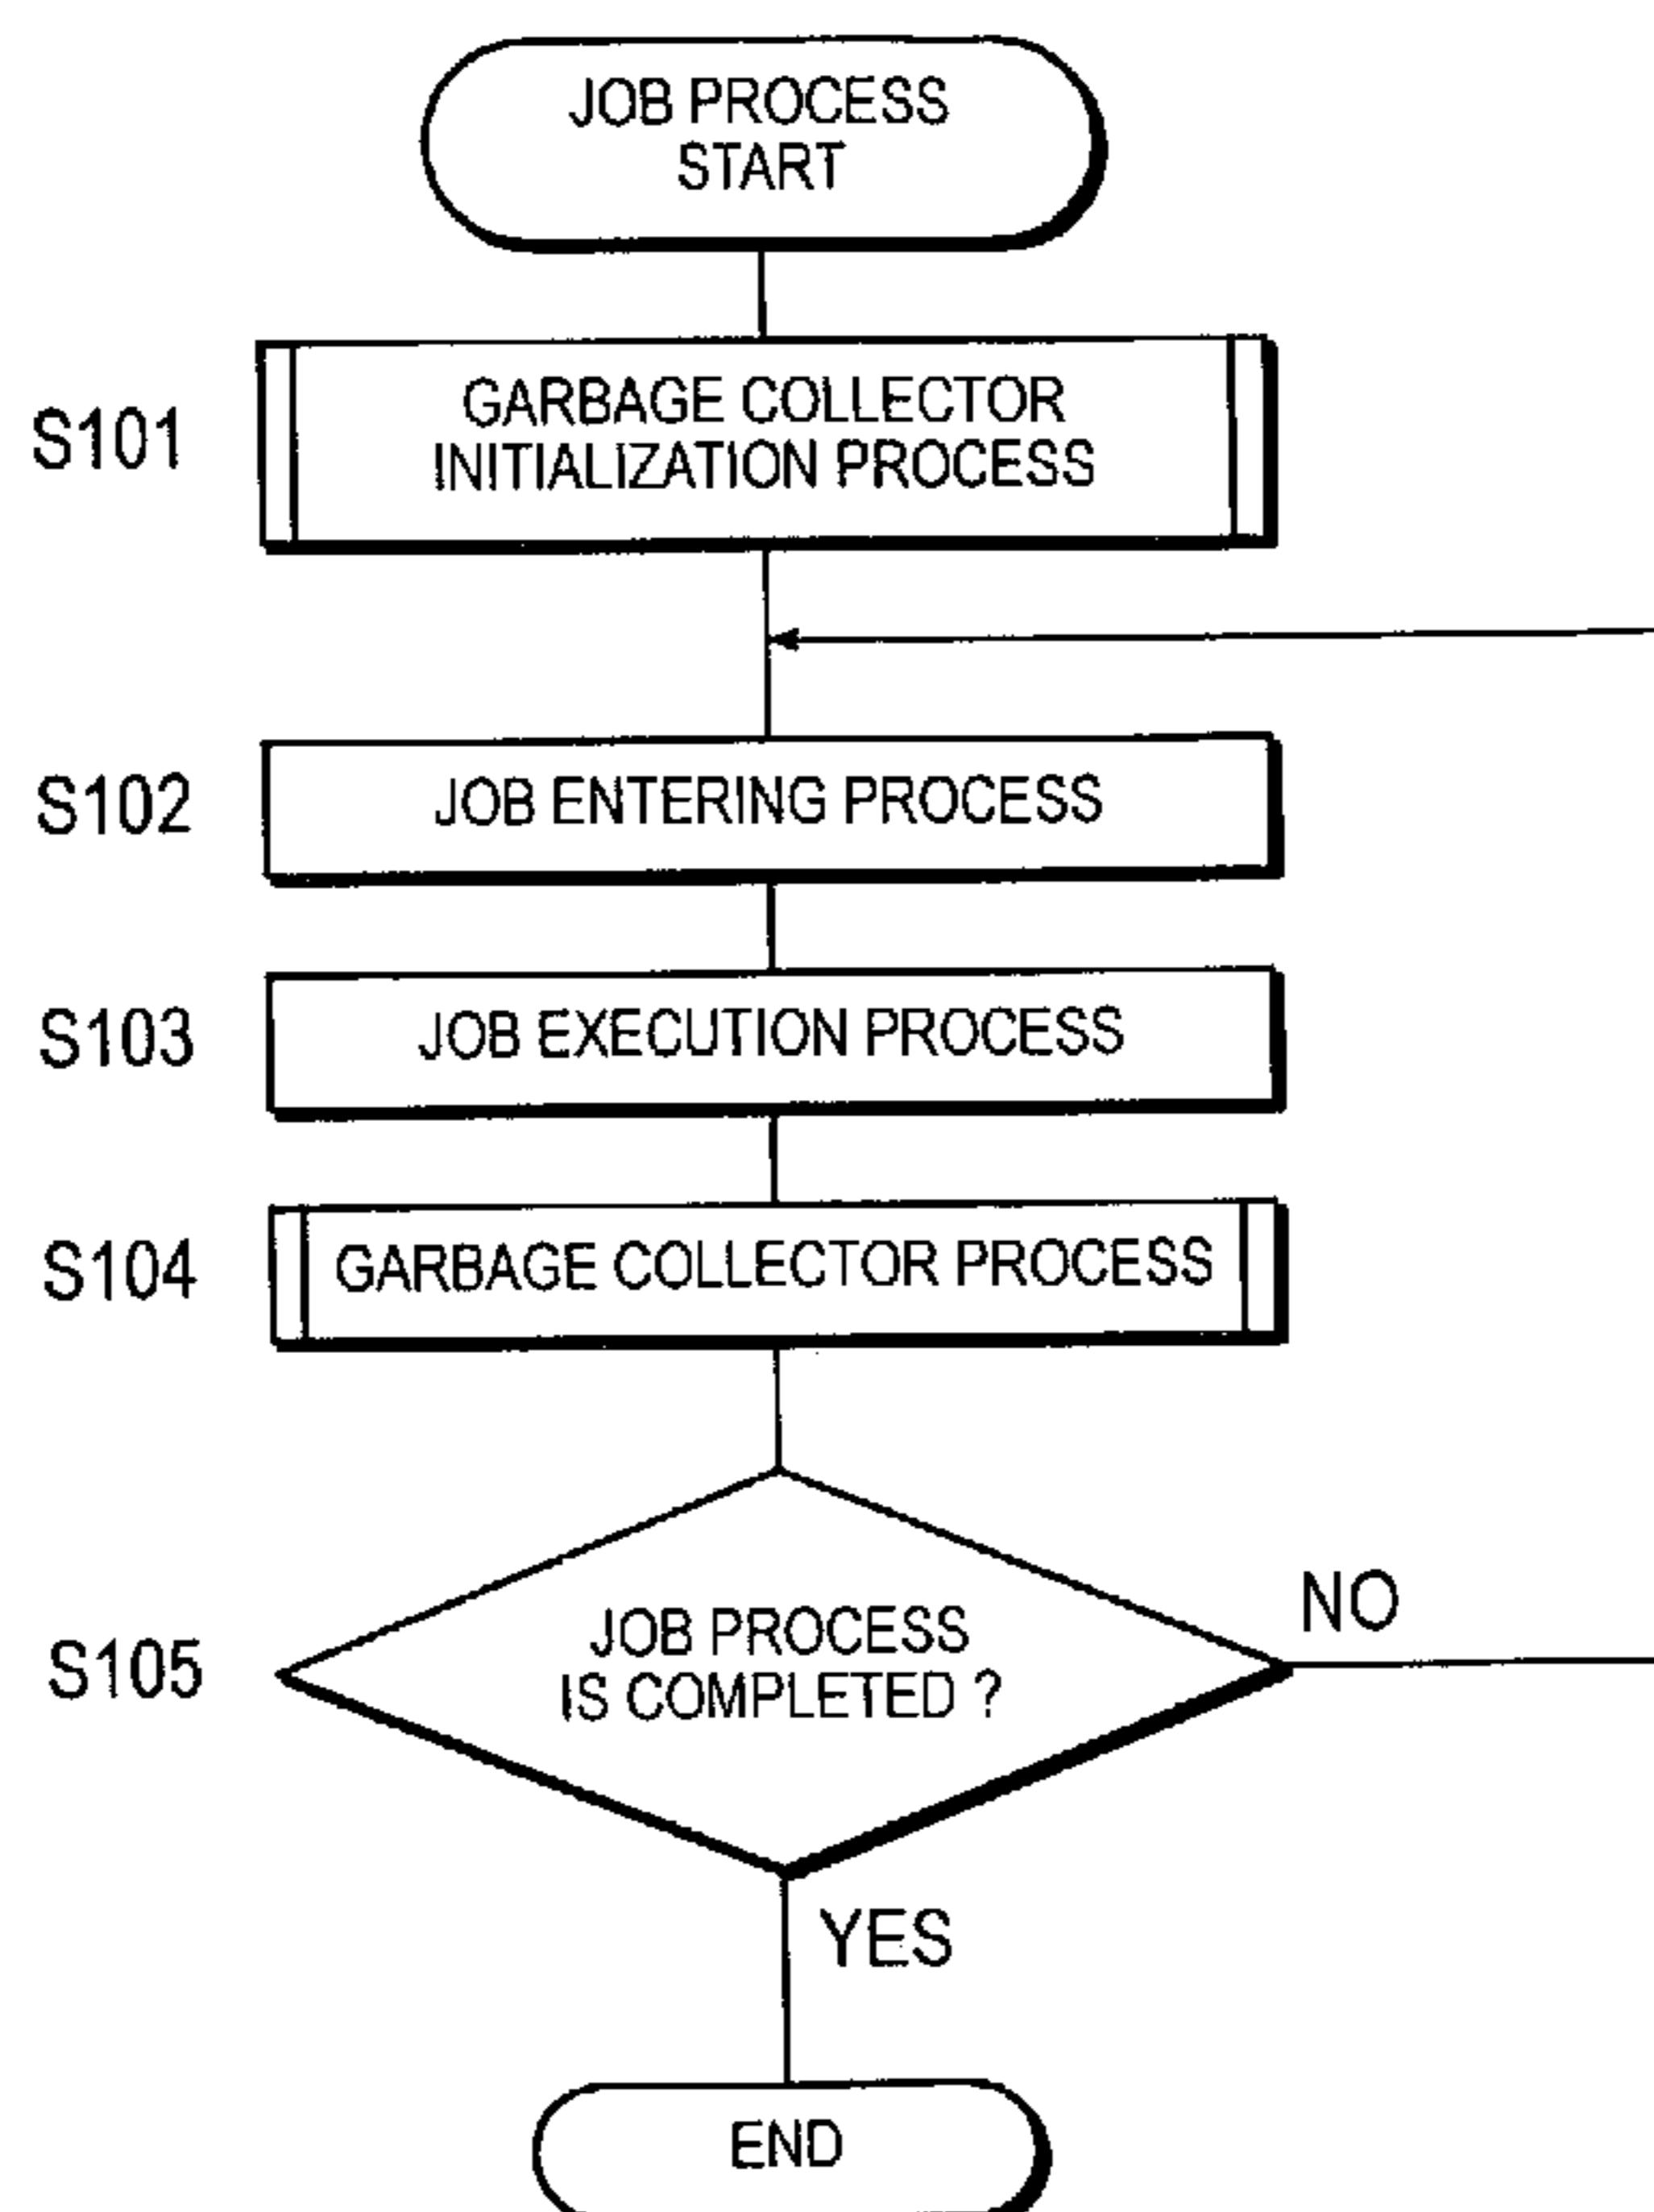 JOB PROCESS
START
S101
GARBAGE COLLECTOR
INITIALIZATION PROCESS
S102
JOB ENTERING PROCESS
S103
JOB EXECUTION PROCESS
S104
GARBAGE COLLECTOR PROCESS
S105
JOB PROCESS
IS COMPLETED ?
NO
YES
END